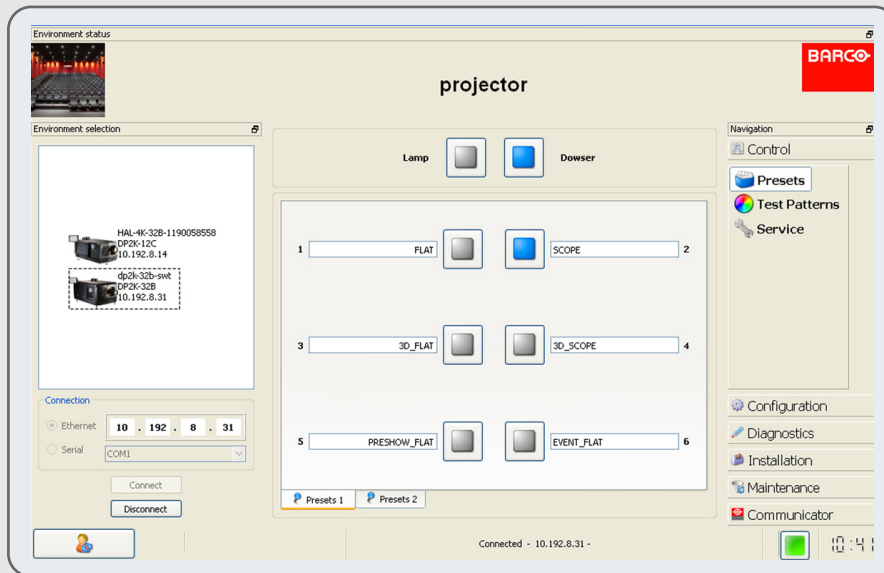 Environment status
BARCO
projector
Environment selection
Navigation
HAL-4K-32B-1190058558
DP2K-12C
10.192.8.14
dp2k-32b-swt
DP2K-32B
10.192.8.31
Connection
Ethernet 10 . 192 . 8 . 31
Serial COM1
Connect
Disconnect
Lamp Dowser
1 FLAT SCOPE 2
3 3D_FLAT 3D_SCOPE 4
5 PRESHOW_FLAT EVENT_FLAT 6
Presets 1 Presets 2
Control
Presets
Test Patterns
Service
Configuration
Diagnostics
Installation
Maintenance
Communicator
Connected - 10.192.8.31 -
10:41